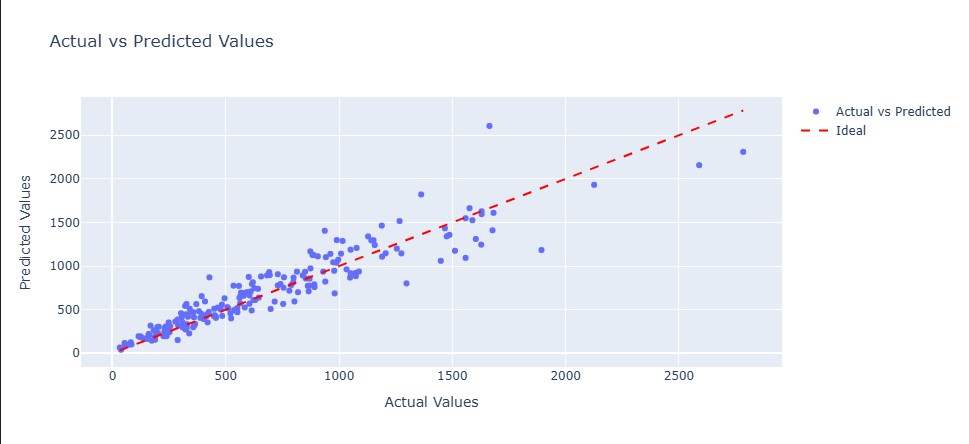 Actual vs Predicted Values
Actual vs Predicted
Ideal
Predicted Values
2500
2000
1500
1000
500
0
0 500 1000 1500 2000 2500
Actual Values